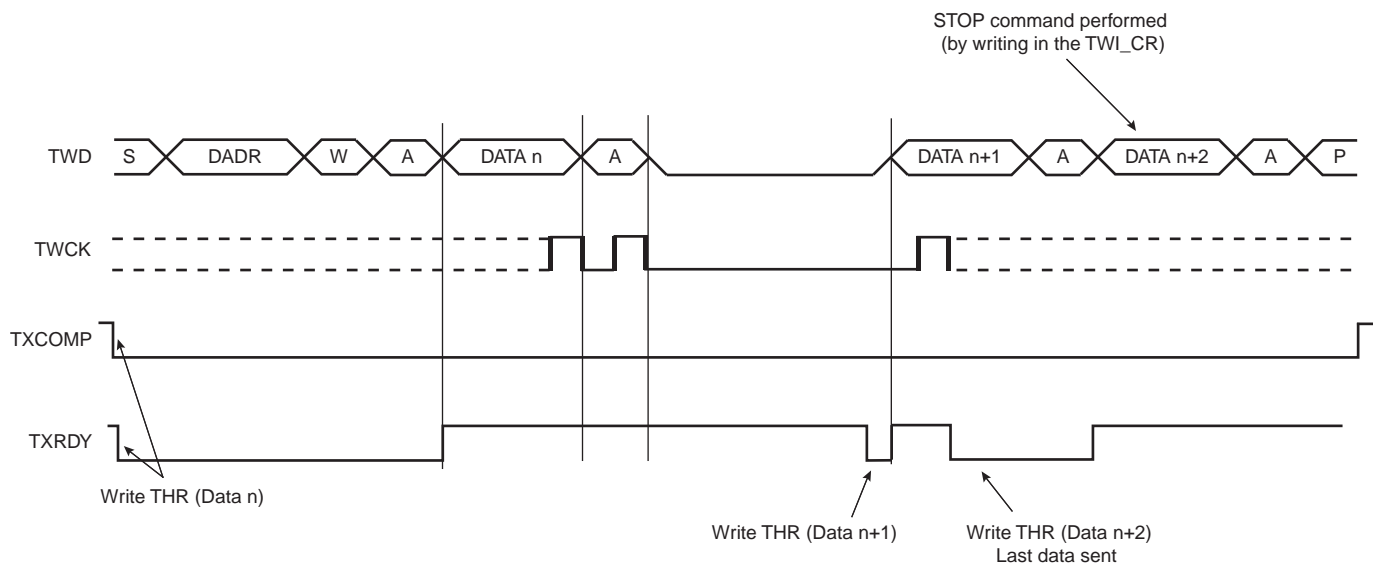 STOP command performed
(by writing in the TWI_CR)
TWD S DADR W A DATA n A DATA n+1 A DATA n+2 A P
TWCK
TXCOMP
TXRDY
Write THR (Data n)
Write THR (Data n+1) Write THR (Data n+2)
Last data sent